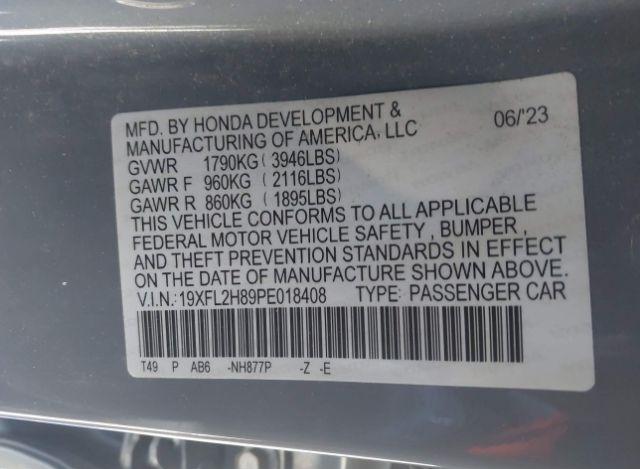 MFD. BY HONDA DEVELOPMENT & 06/'23
MANUFACTURING OF AMERICA, LLC
GVWR 1790KG ( 3946LBS)
GAWR F 960KG ( 2116LBS)
GAWR R 860KG ( 1895LBS)
THIS VEHICLE CONFORMS TO ALL APPLICABLE
FEDERAL MOTOR VEHICLE SAFETY , BUMPER ,
AND THEFT PREVENTION STANDARDS IN EFFECT
ON THE DATE OF MANUFACTURE SHOWN ABOVE.
V.I.N.: 19XFL2H89PE018408 TYPE: PASSENGER CAR
T49 P AB6 -NH877P -Z -E